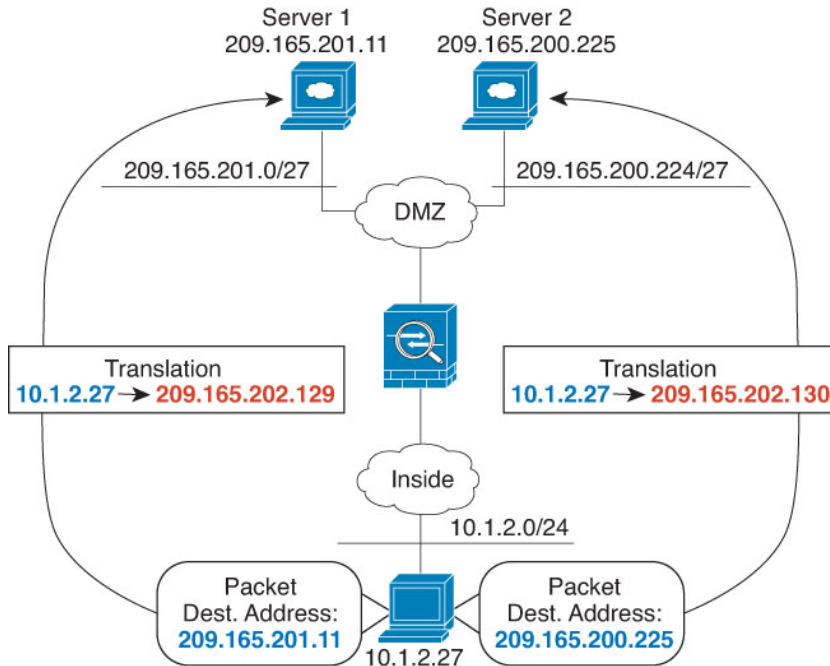 Server 1
209.165.201.11
Server 2
209.165.200.225
209.165.201.0/27
209.165.200.224/27
DMZ
Translation
10.1.2.27 → 209.165.202.129
Translation
10.1.2.27 → 209.165.202.130
Inside
10.1.2.0/24
Packet
Dest. Address:
209.165.201.11
Packet
Dest. Address:
209.165.200.225
10.1.2.27